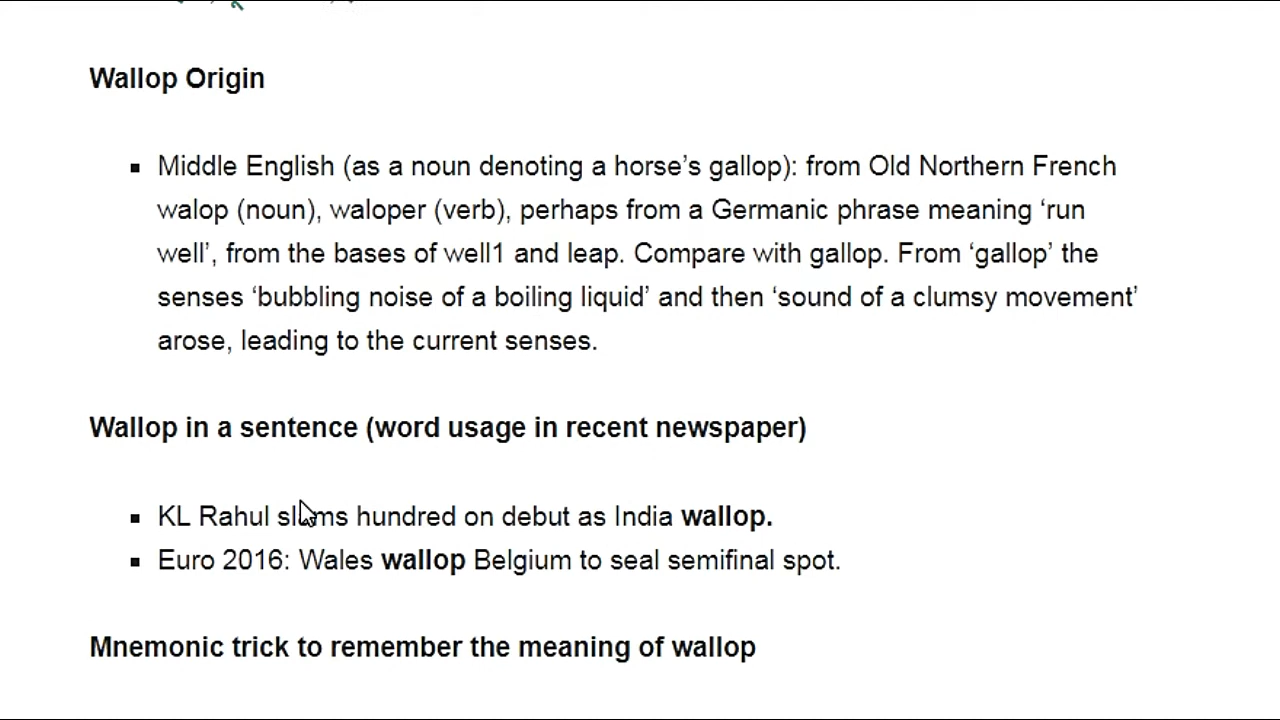 Wallop Origin
▪ Middle English (as a noun denoting a horse’s gallop): from Old Northern French
walop (noun), waloper (verb), perhaps from a Germanic phrase meaning ‘run
well’, from the bases of well1 and leap. Compare with gallop. From ‘gallop’ the
senses ‘bubbling noise of a boiling liquid’ and then ‘sound of a clumsy movement’
arose, leading to the current senses.
Wallop in a sentence (word usage in recent newspaper)
▪ KL Rahul slams hundred on debut as India wallop.
▪ Euro 2016: Wales wallop Belgium to seal semifinal spot.
Mnemonic trick to remember the meaning of wallop